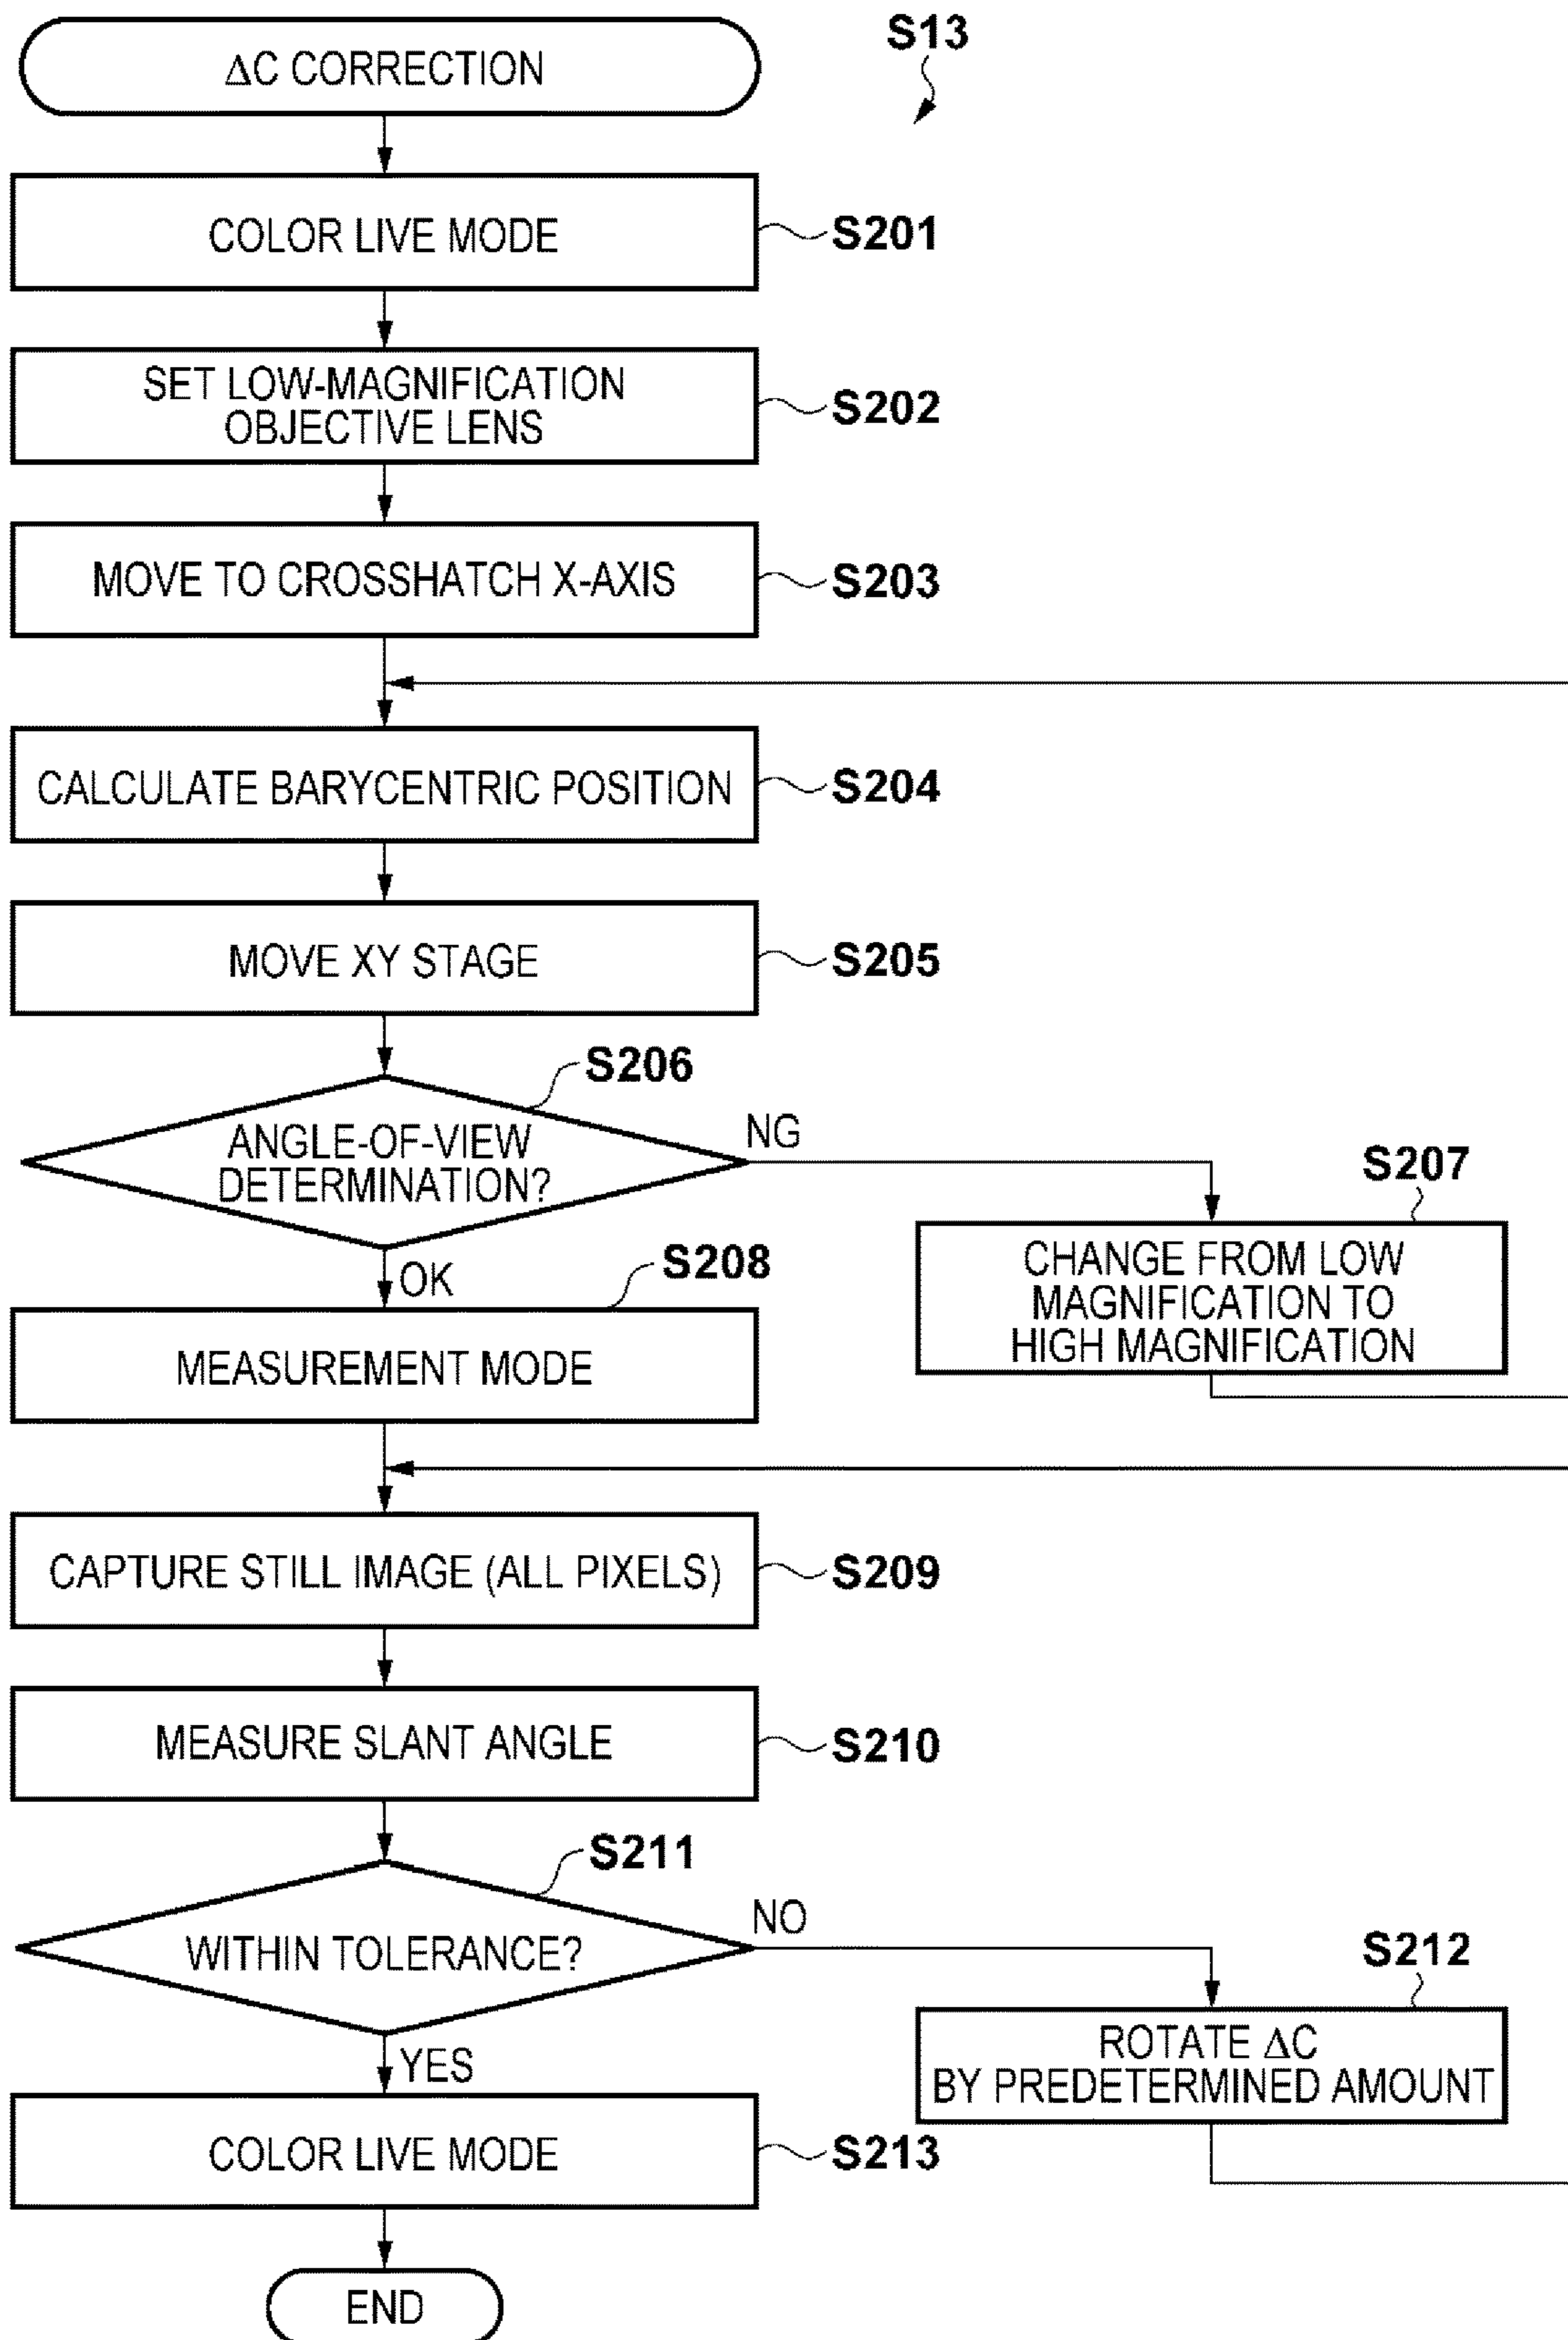 ΔC CORRECTION
S13
COLOR LIVE MODE
S201
SET LOW-MAGNIFICATION
OBJECTIVE LENS
S202
MOVE TO CROSSHATCH X-AXIS
S203
CALCULATE BARYCENTRIC POSITION
S204
MOVE XY STAGE
S205
S206
ANGLE-OF-VIEW
DETERMINATION?
NG
S207
CHANGE FROM LOW
MAGNIFICATION TO
HIGH MAGNIFICATION
OK
S208
MEASUREMENT MODE
CAPTURE STILL IMAGE (ALL PIXELS)
S209
MEASURE SLANT ANGLE
S210
S211
WITHIN TOLERANCE?
NO
S212
ROTATE ΔC
BY PREDETERMINED AMOUNT
YES
COLOR LIVE MODE
S213
END